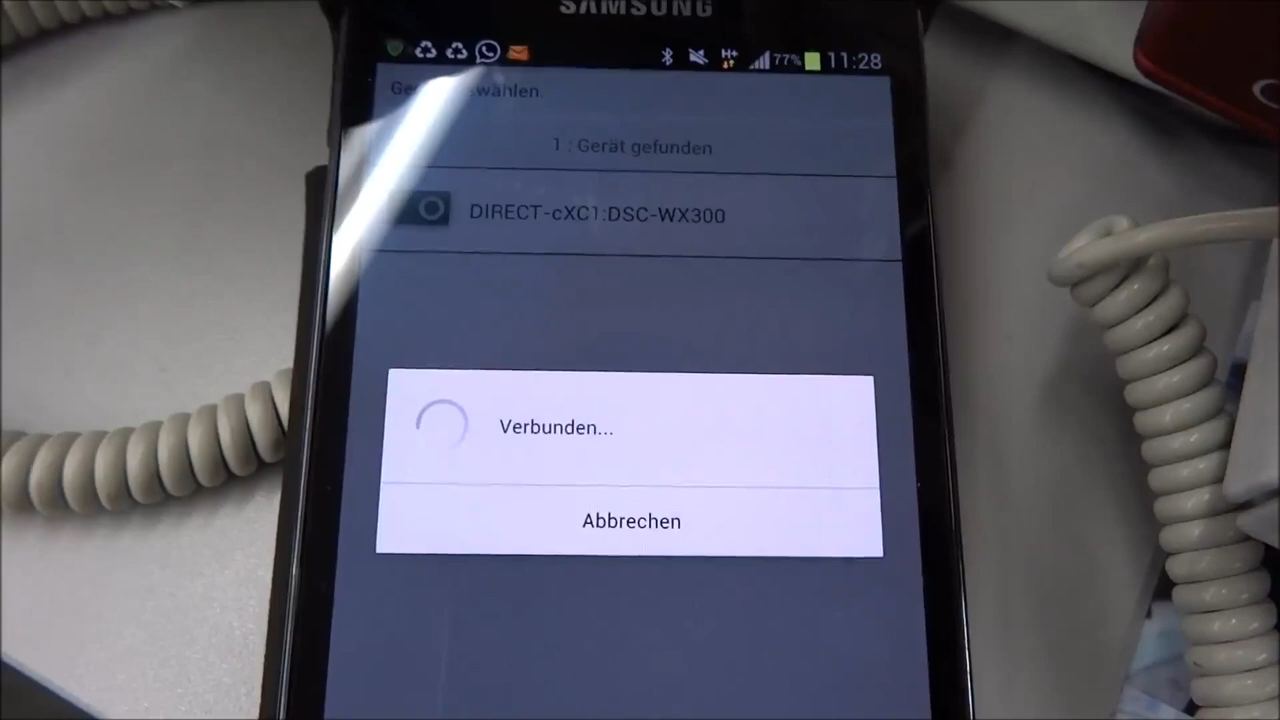 SAMSUNG
H+ 77% 11:28
1 : Gerät gefunden
DIRECT-cXC1:DSC-WX300
Verbunden...
Abbrechen